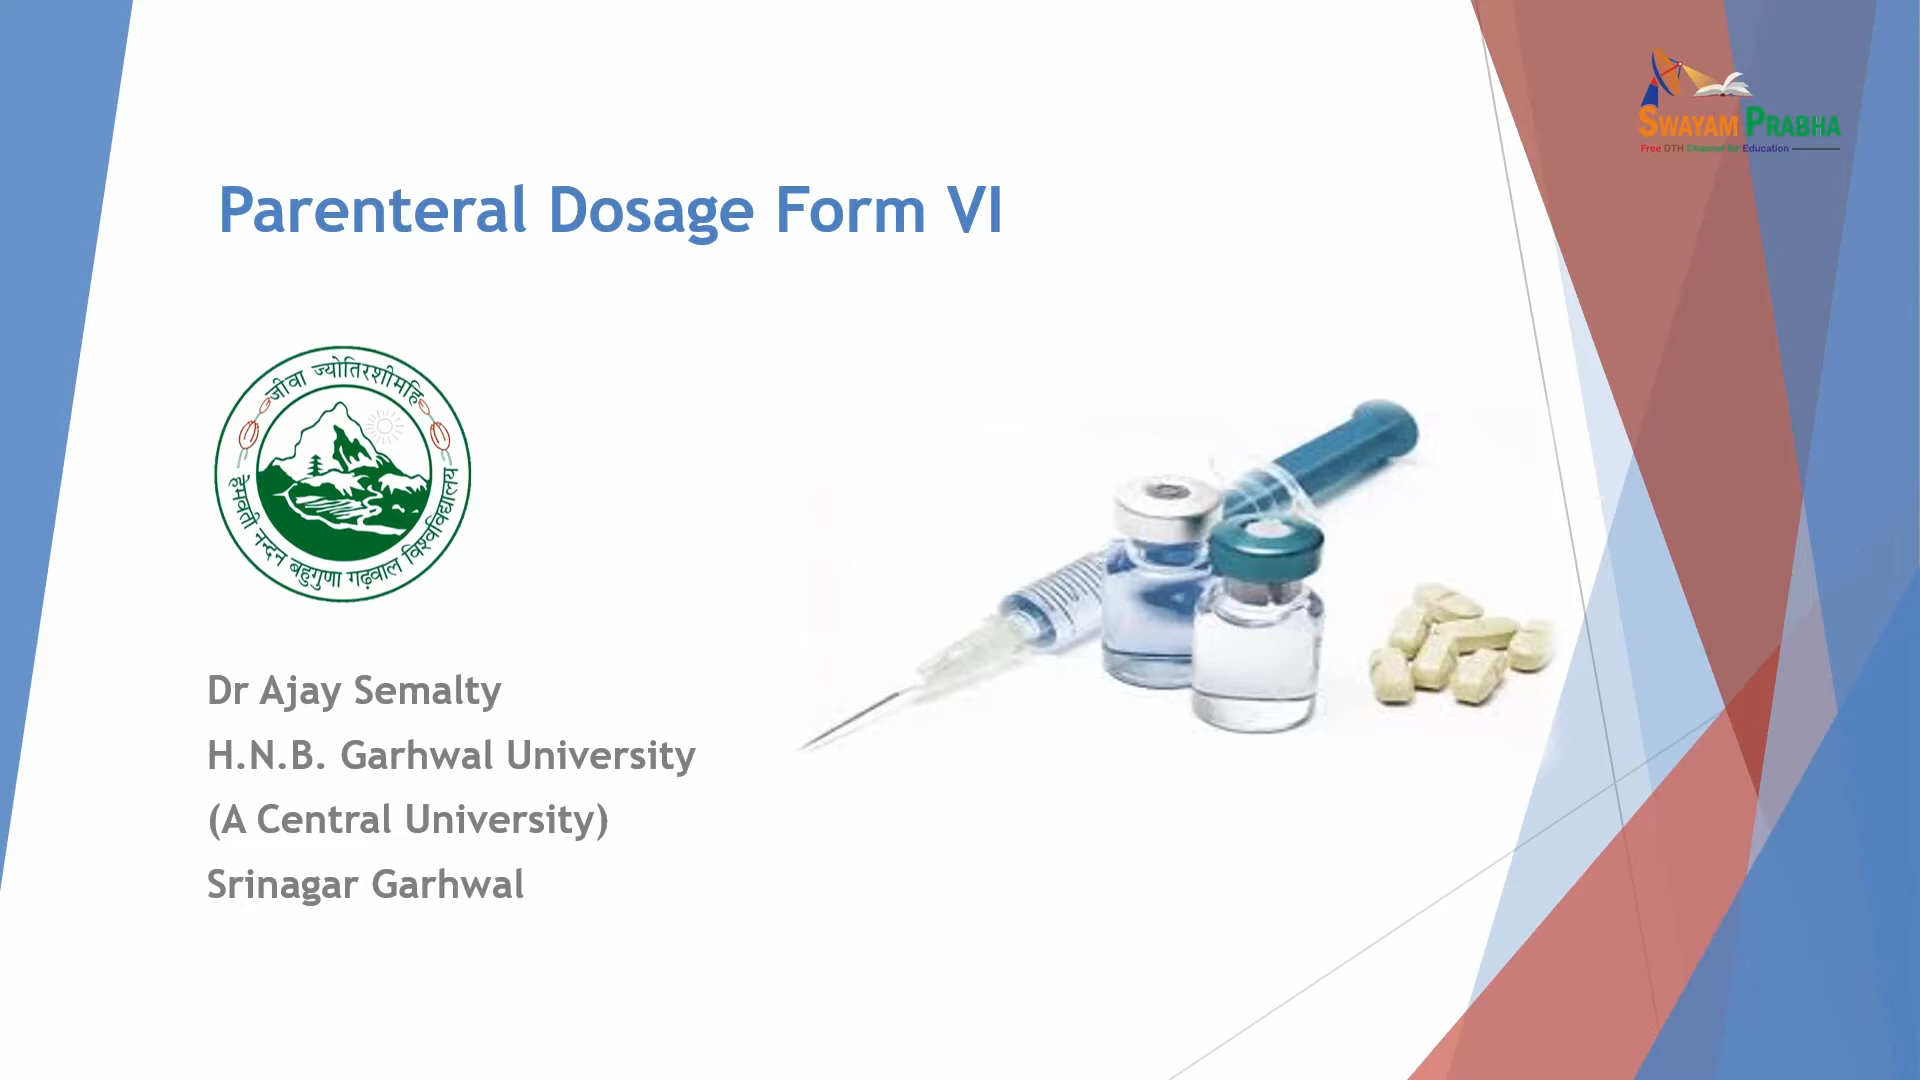 SWAYAM PRABHA
Free DTH Channel for Education
Parenteral Dosage Form VI
जीवा ज्योतिरशीमहि
हेमवती नन्दन बहुगुणा गढ़वाल विश्वविद्यालय
Dr Ajay Semalty
H.N.B. Garhwal University
(A Central University)
Srinagar Garhwal